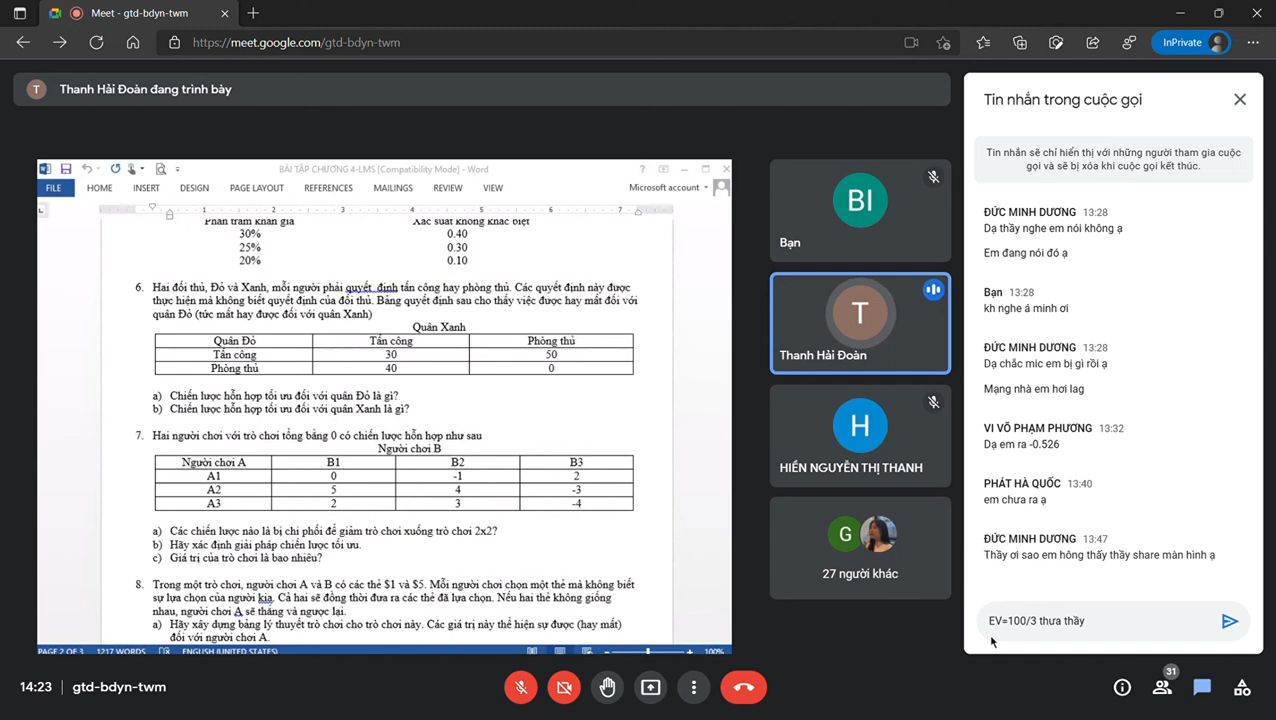 Meet - gtd-bdyn-twm
https://meet.google.com/gtd-bdyn-twm
InPrivate
T
Thanh Hải Đoàn đang trình bày
BÀI TẬP CHƯƠNG 4-LMS [Compatibility Mode] - Word
FILE HOME INSERT DESIGN PAGE LAYOUT REFERENCES MAILINGS REVIEW VIEW Microsoft account
1 2 3 4 5 6 7
Phần trăm khán giả Xác suất không khác biệt
30% 0.40
25% 0.30
20% 0.10
6. Hai đối thủ, Đỏ và Xanh, mỗi người phải quyết định tấn công hay phòng thủ. Các quyết định này được
thực hiện mà không biết quyết định của đối thủ. Bảng quyết định sau cho thấy việc được hay mất đối với
quân Đỏ (tức mất hay được đối với quân Xanh)
Quân Xanh
Quân Đỏ Tấn công Phòng thủ
Tấn công 30 50
Phòng thủ 40 0
a) Chiến lược hỗn hợp tối ưu đối với quân Đỏ là gì?
b) Chiến lược hỗn hợp tối ưu đối với quân Xanh là gì?
7. Hai người chơi với trò chơi tổng bằng 0 có chiến lược hỗn hợp như sau
Người chơi B
Người chơi A B1 B2 B3
A1 0 -1 2
A2 5 4 -3
A3 2 3 -4
a) Các chiến lược nào là bị chi phối để giảm trò chơi xuống trò chơi 2x2?
b) Hãy xác định giải pháp chiến lược tối ưu.
c) Giá trị của trò chơi là bao nhiêu?
8. Trong một trò chơi, người chơi A và B có các thẻ $1 và $5. Mỗi người chơi chọn một thẻ mà không biết
sự lựa chọn của người kia. Cả hai sẽ đồng thời đưa ra các thẻ đã lựa chọn. Nếu hai thẻ không giống
nhau, người chơi A sẽ thắng và ngược lại.
a) Hãy xây dựng bảng lý thuyết trò chơi cho trò chơi này. Các giá trị này thể hiện sự được (hay mất)
đối với người chơi A.
PAGE 2 OF 3 1217 WORDS ENGLISH (UNITED STATES) 100%
BI
Bạn
T
Thanh Hải Đoàn
H
HIỀN NGUYỄN THỊ THANH
G
27 người khác
Tin nhắn trong cuộc gọi
Tin nhắn sẽ chỉ hiển thị với những người tham gia cuộc
gọi và sẽ bị xóa khi cuộc gọi kết thúc.
ĐỨC MINH DƯƠNG 13:28
Dạ thầy nghe em nói không ạ
Em đang nói đó ạ
Bạn 13:28
kh nghe á minh ơi
ĐỨC MINH DƯƠNG 13:28
Dạ chắc mic em bị gì rồi ạ
Mạng nhà em hơi lag
VI VÕ PHẠM PHƯƠNG 13:32
Dạ em ra -0.526
PHÁT HÀ QUỐC 13:40
em chưa ra ạ
ĐỨC MINH DƯƠNG 13:47
Thầy ơi sao em hông thấy thầy share màn hình ạ
EV=100/3 thưa thầy
14:23 | gtd-bdyn-twm
31